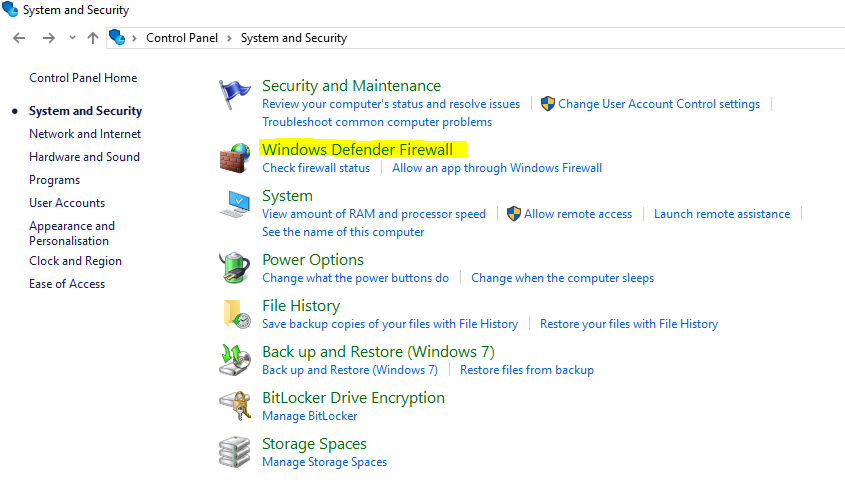 System and Security
Control Panel > System and Security
Control Panel Home
System and Security
Network and Internet
Hardware and Sound
Programs
User Accounts
Appearance and
Personalisation
Clock and Region
Ease of Access
Security and Maintenance
Review your computer's status and resolve issues | Change User Account Control settings |
Troubleshoot common computer problems
Windows Defender Firewall
Check firewall status | Allow an app through Windows Firewall
System
View amount of RAM and processor speed | Allow remote access | Launch remote assistance |
See the name of this computer
Power Options
Change what the power buttons do | Change when the computer sleeps
File History
Save backup copies of your files with File History | Restore your files with File History
Back up and Restore (Windows 7)
Back up and Restore (Windows 7) | Restore files from backup
BitLocker Drive Encryption
Manage BitLocker
Storage Spaces
Manage Storage Spaces